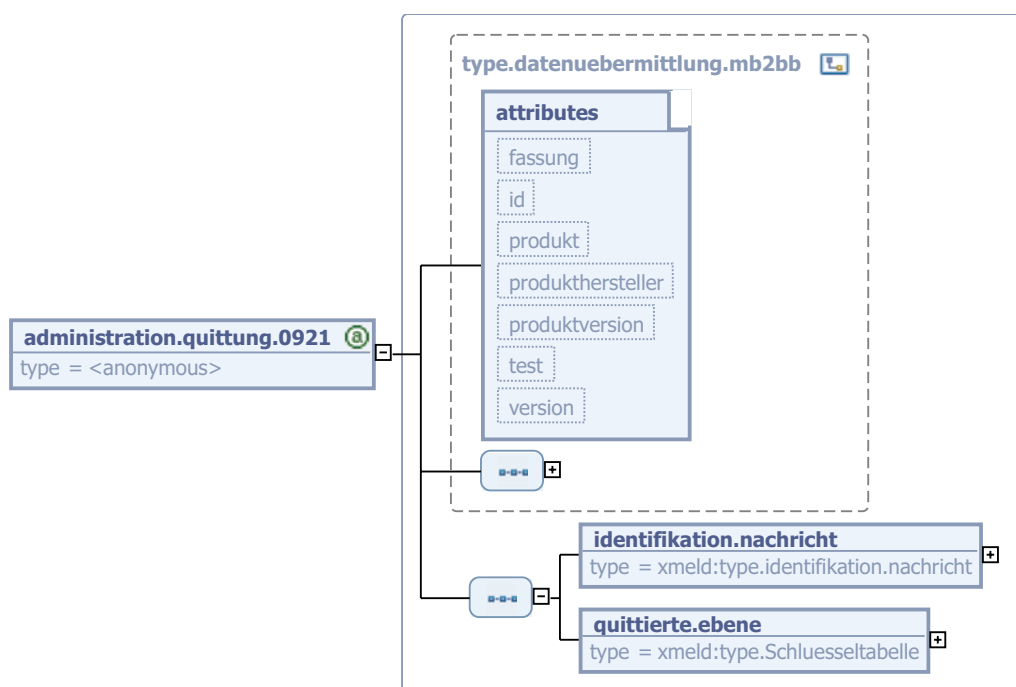 type.datenuebermittlung.mb2bb
attributes
fassung
id
produkt
produkthersteller
produktversion
test
version
administration.quittung.0921 a
type = <anonymous>
identifikation.nachricht
type = xmeld:type.identifikation.nachricht
quittierte.ebene
type = xmeld:type.Schluesseltabelle